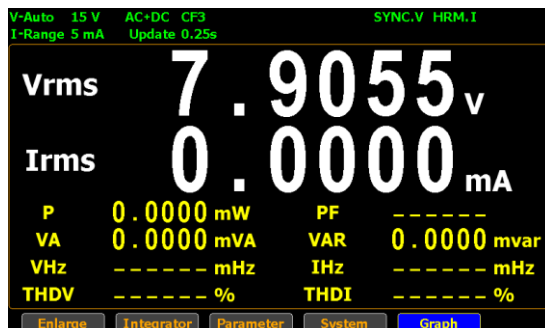 V-Auto 15 V AC+DC CF3 SYNC.V HRM.I
I-Range 5 mA Update 0.25s
Vrms 7.9055 V
Irms 0.0000 mA
P 0.0000 mW PF ------
VA 0.0000 mVA VAR 0.0000 mvar
VHz ------ mHz IHz ------ mHz
THDV ------ % THDI ------ %
Enlarge Integrator Parameter System Graph